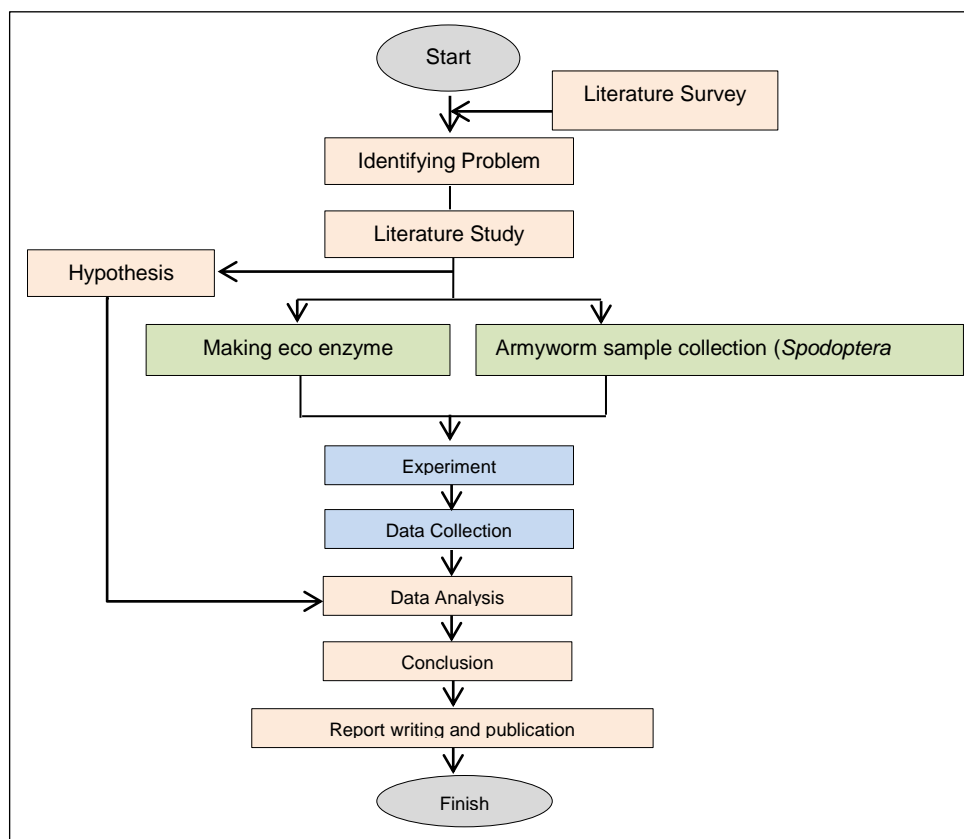 Start
Literature Survey
Identifying Problem
Literature Study
Hypothesis
Making eco enzyme
Armyworm sample collection (Spodoptera
Experiment
Data Collection
Data Analysis
Conclusion
Report writing and publication
Finish